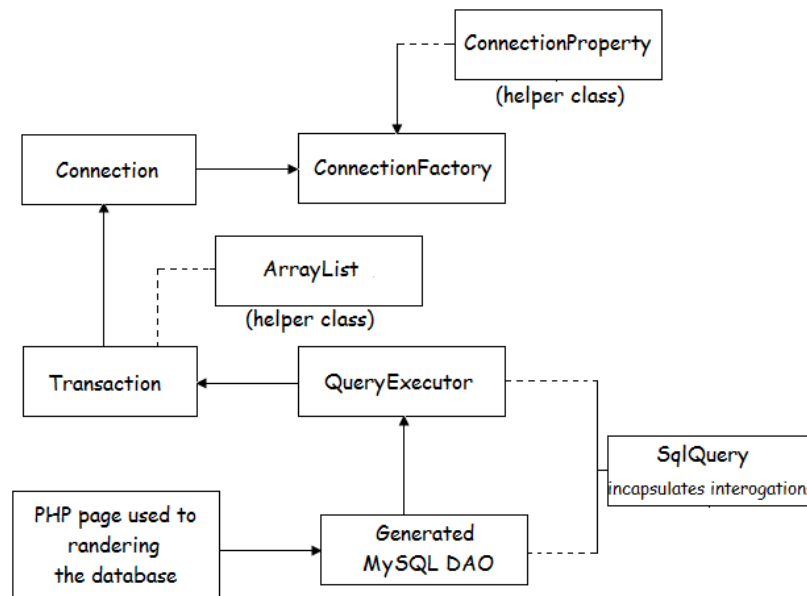 ConnectionProperty
(helper class)
Connection
ConnectionFactory
ArrayList
(helper class)
Transaction
QueryExecutor
SqlQuery
incapsulates interogations
PHP page used to
randering
the database
Generated
MySQL DAO